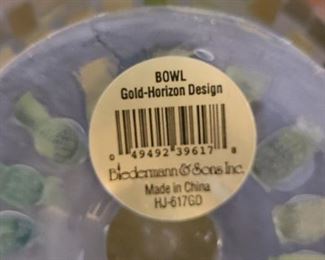 BOWL
Gold-Horizon Design
0 49492 39617 8
Biedermann & Sons Inc.
Made in China
HJ-617GD